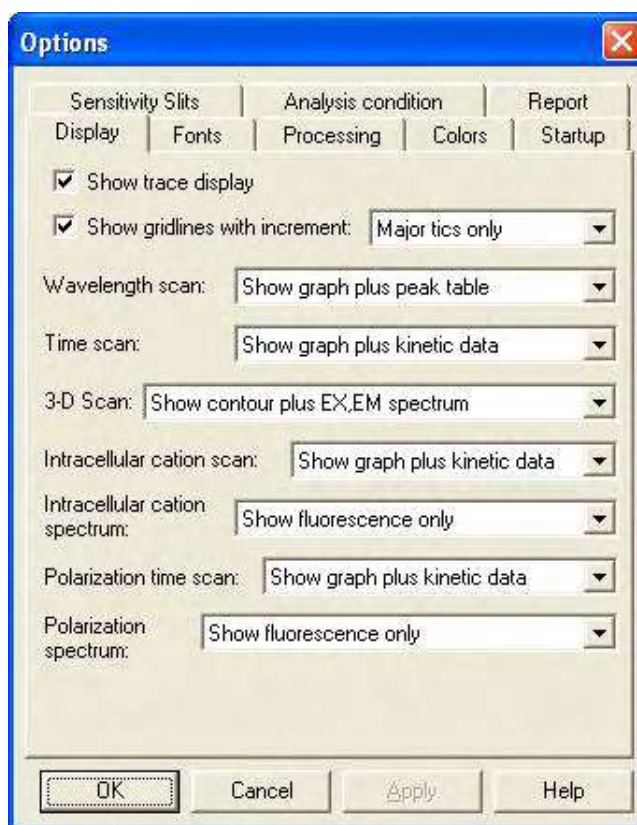 Options
Sensitivity Slits Analysis condition Report
Display Fonts Processing Colors Startup
Show trace display
Show gridlines with increment: Major tics only
Wavelength scan: Show graph plus peak table
Time scan: Show graph plus kinetic data
3-D Scan: Show contour plus EX,EM spectrum
Intracellular cation scan: Show graph plus kinetic data
Intracellular cation
spectrum: Show fluorescence only
Polarization time scan: Show graph plus kinetic data
Polarization
spectrum: Show fluorescence only
OK Cancel Apply Help